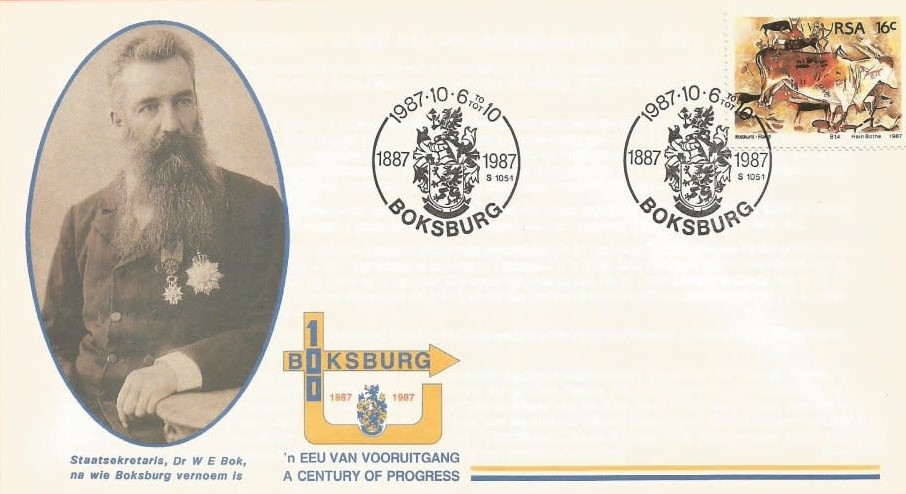 RSA 16c
Rotskuns - Rock Art
B14 Hein Botha 1987
1987·10·6 TO TOT 10
1887 1987
S 1051
BOKSBURG
1987·10·6 TO TOT 10
1887 1987
S 1051
BOKSBURG
100
BOKSBURG
1887 1987
'n EEU VAN VOORUITGANG
A CENTURY OF PROGRESS
Staatsekretaris, Dr W E Bok,
na wie Boksburg vernoem is